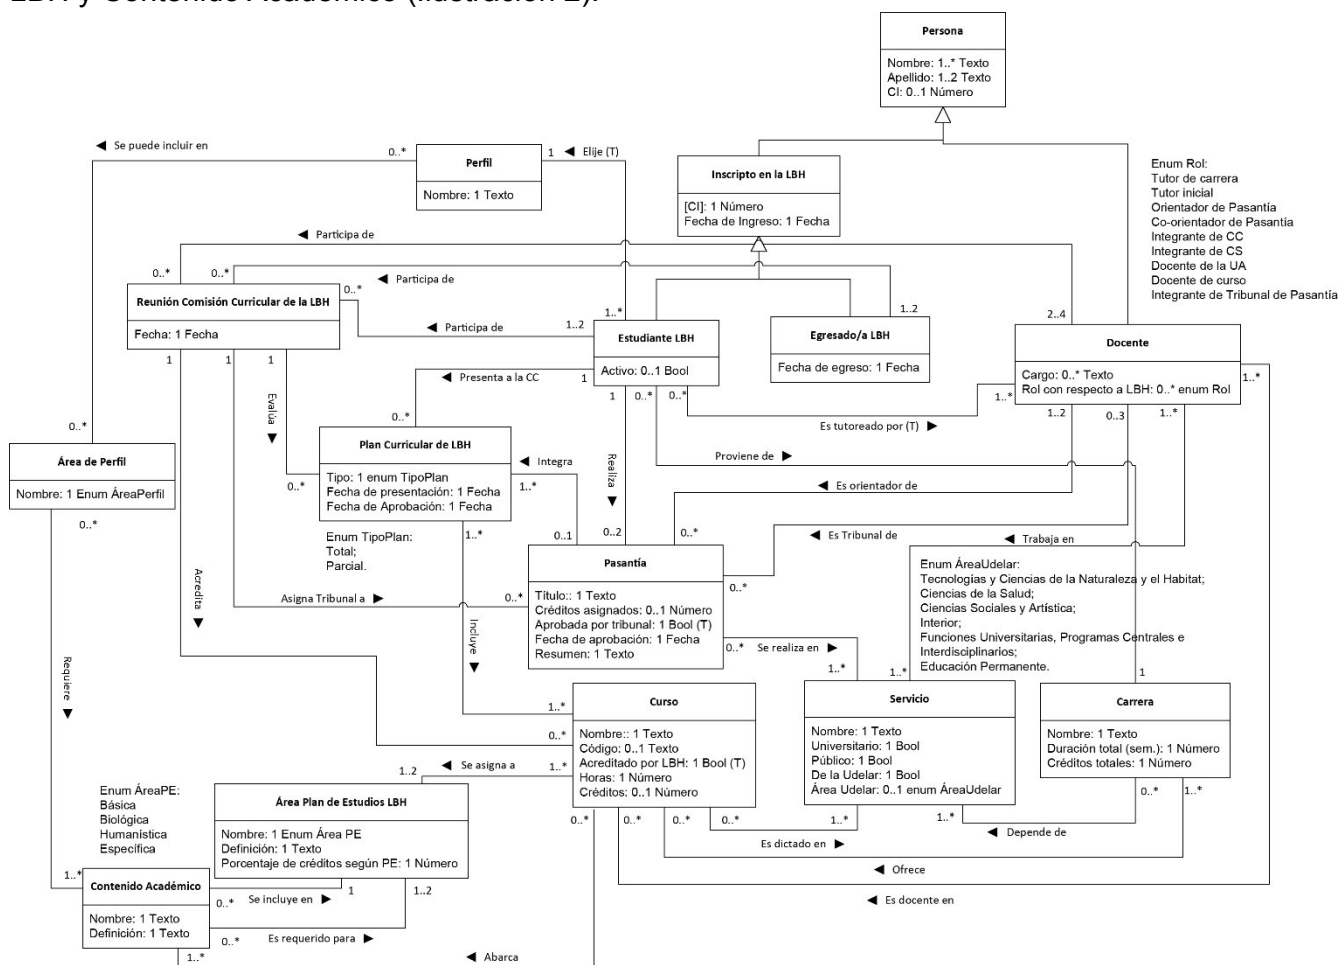 LBH y Contenido Académico (Ilustración 2).
Persona
Nombre: 1..* Texto
Apellido: 1..2 Texto
CI: 0..1 Número
◄ Se puede incluir en
0..*
Perfil
Nombre: 1 Texto
1
◄ Elije (T)
Inscripto en la LBH
[CI]: 1 Número
Fecha de Ingreso: 1 Fecha
Enum Rol:
Tutor de carrera
Tutor inicial
Orientador de Pasantía
Co-orientador de Pasantía
Integrante de CC
Integrante de CS
Docente de la UA
Docente de curso
Integrante de Tribunal de Pasantía
◄ Participa de
0..*
0..*
◄ Participa de
0..*
Reunión Comisión Curricular de la LBH
Fecha: 1 Fecha
◄ Participa de
1..2
1..*
Estudiante LBH
Activo: 0..1 Bool
1..2
Egresado/a LBH
Fecha de egreso: 1 Fecha
2..4
Docente
Cargo: 0..* Texto
Rol con respecto a LBH: 0..* enum Rol
1..*
1
1
1
Evalúa ▼
◄ Presenta a la CC
1
0..*
1
0..*
0..*
1..*
1..2
0..3
1..*
Es tutoreado por (T) ►
0..*
Área de Perfil
Nombre: 1 Enum ÁreaPerfil
0..*
Plan Curricular de LBH
Tipo: 1 enum TipoPlan
Fecha de presentación: 1 Fecha
Fecha de Aprobación: 1 Fecha
0..*
◄ Integra
1..*
Realiza ▼
Proviene de ►
◄ Es orientador de
Enum TipoPlan:
Total;
Parcial.
1..*
0..1
0..2
0..*
◄ Es Tribunal de
◄ Trabaja en
Pasantía
Título:: 1 Texto
Créditos asignados: 0..1 Número
Aprobada por tribunal: 1 Bool (T)
Fecha de aprobación: 1 Fecha
Resumen: 1 Texto
0..*
Enum ÁreaUdelar:
Tecnologías y Ciencias de la Naturaleza y el Habitat;
Ciencias de la Salud;
Ciencias Sociales y Artística;
Interior;
Funciones Universitarias, Programas Centrales e
Interdisciplinarios;
Educación Permanente.
Acredita ▼
Asigna Tribunal a ►
0..*
Incluye ▼
0..*
Se realiza en ►
1..*
1..*
1
Requiere ▼
1..*
0..*
Curso
Nombre:: 1 Texto
Código: 0..1 Texto
Acreditado por LBH: 1 Bool (T)
Horas: 1 Número
Créditos: 0..1 Número
Servicio
Nombre: 1 Texto
Universitario: 1 Bool
Público: 1 Bool
De la Udelar: 1 Bool
Área Udelar: 0..1 enum ÁreaUdelar
Carrera
Nombre: 1 Texto
Duración total (sem.): 1 Número
Créditos totales: 1 Número
◄ Se asigna a
1..*
1..2
Enum ÁreaPE:
Básica
Biológica
Humanística
Específica
Área Plan de Estudios LBH
Nombre: 1 Enum Área PE
Definición: 1 Texto
Porcentaje de créditos según PE: 1 Número
0..*
0..*
0..*
0..*
1..*
1..*
0..*
1..*
◄ Depende de
Es dictado en ►
◄ Ofrece
◄ Es docente en
1..*
Contenido Académico
Nombre: 1 Texto
Definición: 1 Texto
0..*
Se incluye en ►
1
1..2
0..*
Es requerido para ►
1..*
◄ Abarca